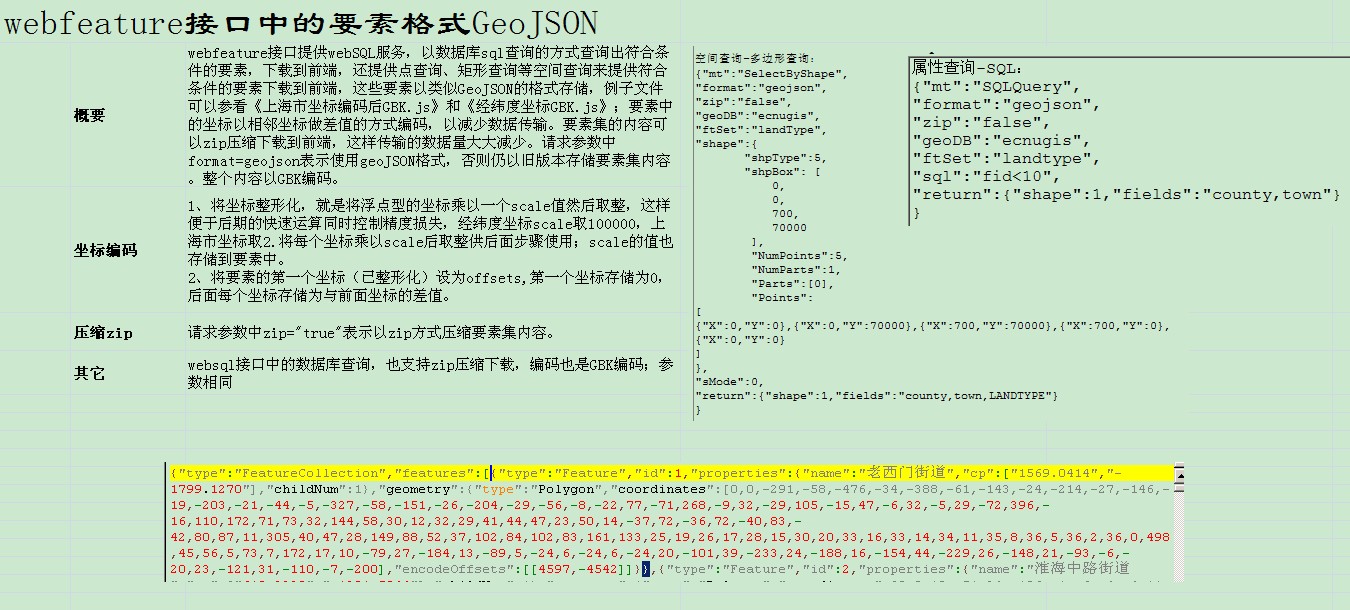 webfeature接口中的要素格式GeoJSON
概要
webfeature接口提供webSQL服务，以数据库sql查询的方式查询出符合条
件的要素，下载到前端，还提供点查询、矩形查询等空间查询来提供符合
条件的要素下载到前端，这些要素以类似GeoJSON的格式存储，例子文件
可以参看《上海市坐标编码后GBK.js》和《经纬度坐标GBK.js》；要素中
的坐标以相邻坐标做差值的方式编码，以减少数据传输。要素集的内容可
以zip压缩下载到前端，这样传输的数据量大大减少。请求参数中
format=geojson表示使用geoJSON格式，否则仍以旧版本存储要素集内容
。整个内容以GBK编码。
坐标编码
1、将坐标整形化，就是将浮点型的坐标乘以一个scale值然后取整，这样
便于后期的快速运算同时控制精度损失，经纬度坐标scale取100000，上
海市坐标取2.将每个坐标乘以scale后取整供后面步骤使用；scale的值也
存储到要素中。
2、将要素的第一个坐标（已整形化）设为offsets,第一个坐标存储为0，
后面每个坐标存储为与前面坐标的差值。
压缩zip
请求参数中zip="true"表示以zip方式压缩要素集内容。
其它
websql接口中的数据库查询，也支持zip压缩下载，编码也是GBK编码；参
数相同
空间查询-多边形查询：
{"mt":"SelectByShape",
"format":"geojson",
"zip":"false",
"geoDB":"ecnugis",
"ftSet":"landType",
"shape":{
"shpType":5,
"shpBox": [
0,
0,
700,
70000
],
"NumPoints":5,
"NumParts":1,
"Parts":[0],
"Points":
[
{"X":0,"Y":0},{"X":0,"Y":70000},{"X":700,"Y":70000},{"X":700,"Y":0},
{"X":0,"Y":0}
]
},
"sMode":0,
"return":{"shape":1,"fields":"county,town,LANDTYPE"}
}
属性查询-SQL：
{"mt":"SQLQuery",
"format":"geojson",
"zip":"false",
"geoDB":"ecnugis",
"ftSet":"landtype",
"sql":"fid<10",
"return":{"shape":1,"fields":"county,town"}
}
{"type":"FeatureCollection","features":[{"type":"Feature","id":1,"properties":{"name":"老西门街道","cp":["1569.0414","-
1799.1270"],"childNum":1},"geometry":{"type":"Polygon","coordinates":[0,0,-291,-58,-476,-34,-388,-61,-143,-24,-214,-27,-146,-
19,-203,-21,-44,-5,-327,-58,-151,-26,-204,-29,-56,-8,-22,77,-71,268,-9,32,-29,105,-15,47,-6,32,-5,29,-72,396,-
16,110,172,71,73,32,144,58,30,12,32,29,41,44,47,23,50,14,-37,72,-36,72,-40,83,-
42,80,87,11,305,40,47,28,149,88,52,37,102,84,102,83,161,133,25,19,26,17,28,15,30,20,33,16,33,14,34,11,35,8,36,5,36,2,36,0,498
,45,56,5,73,7,172,17,10,-79,27,-184,13,-89,5,-24,6,-24,6,-24,20,-101,39,-233,24,-188,16,-154,44,-229,26,-148,21,-93,-6,-
20,23,-121,31,-110,-7,-200],"encodeOffsets":[[4597,-4542]]}},{"type":"Feature","id":2,"properties":{"name":"淮海中路街道